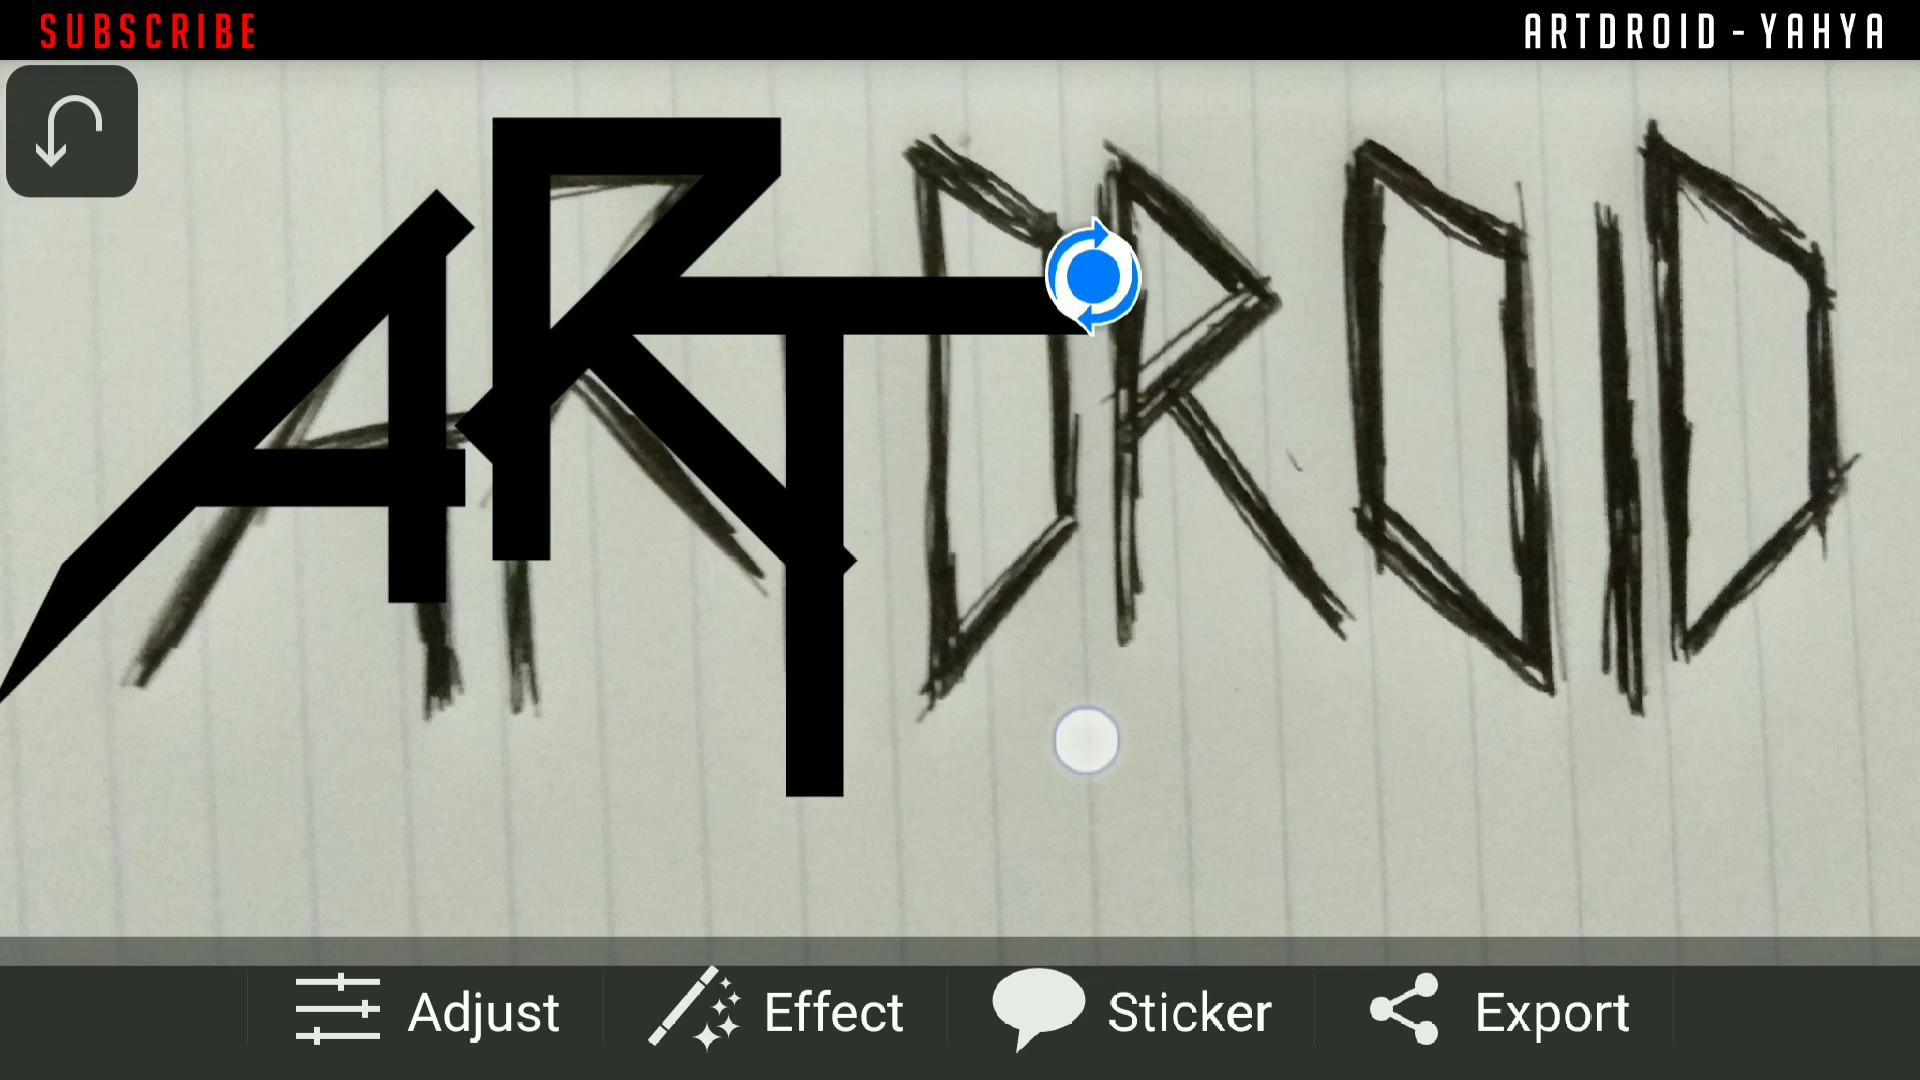 SUBSCRIBE
ARTDROID - YAHYA
ARTDROID
Adjust
Effect
Sticker
Export